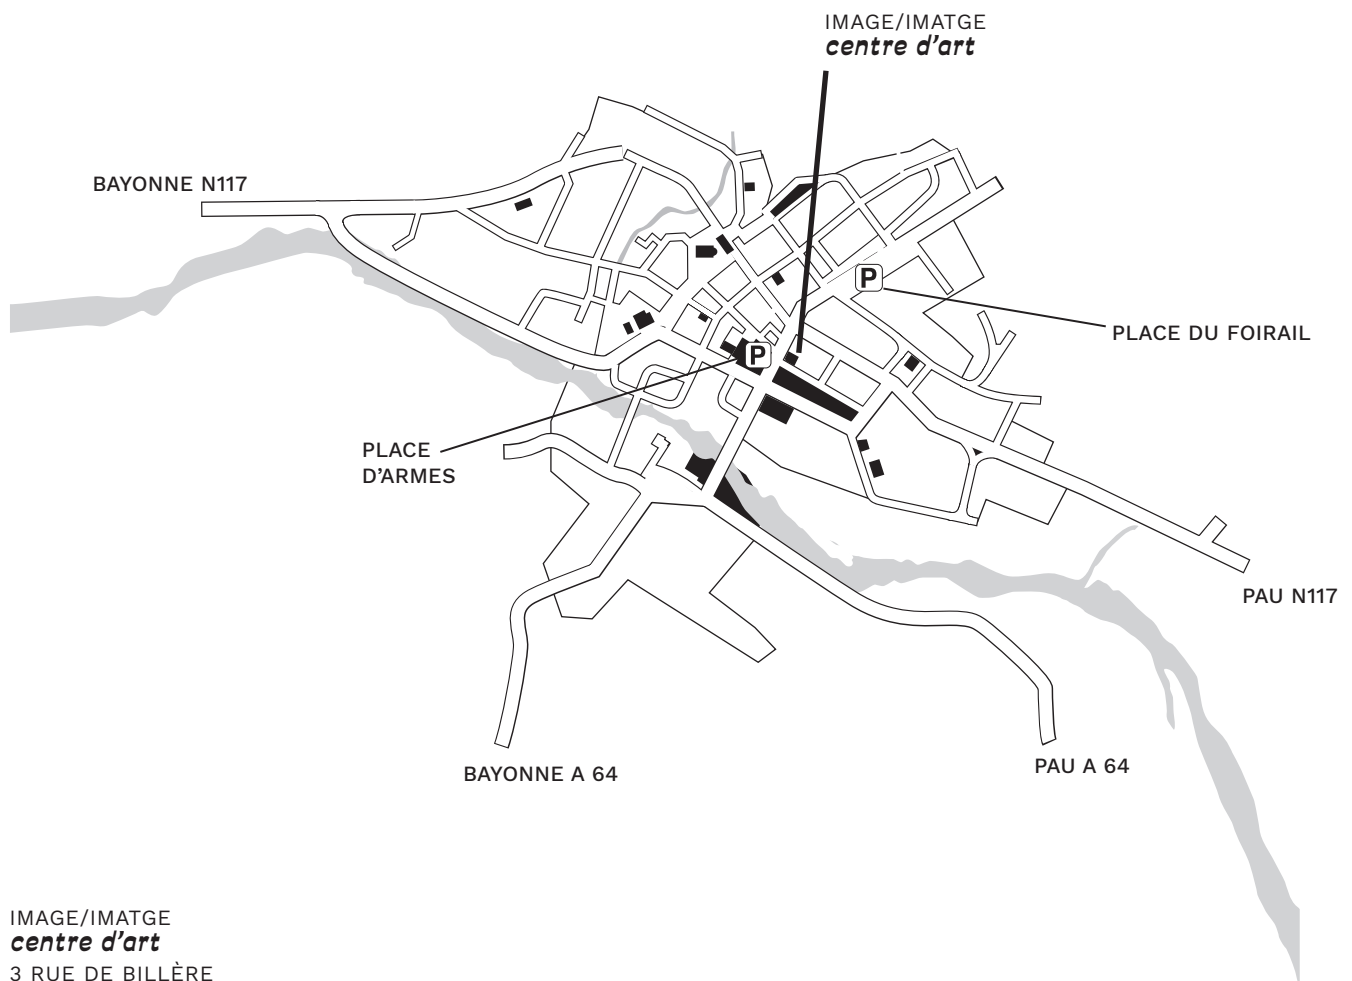 IMAGE/IMATGE
centre d'art
BAYONNE N117
P
PLACE DU FOIRAIL
P
PLACE
D'ARMES
PAU N117
BAYONNE A 64
PAU A 64
IMAGE/IMATGE
centre d'art
3 RUE DE BILLÈRE